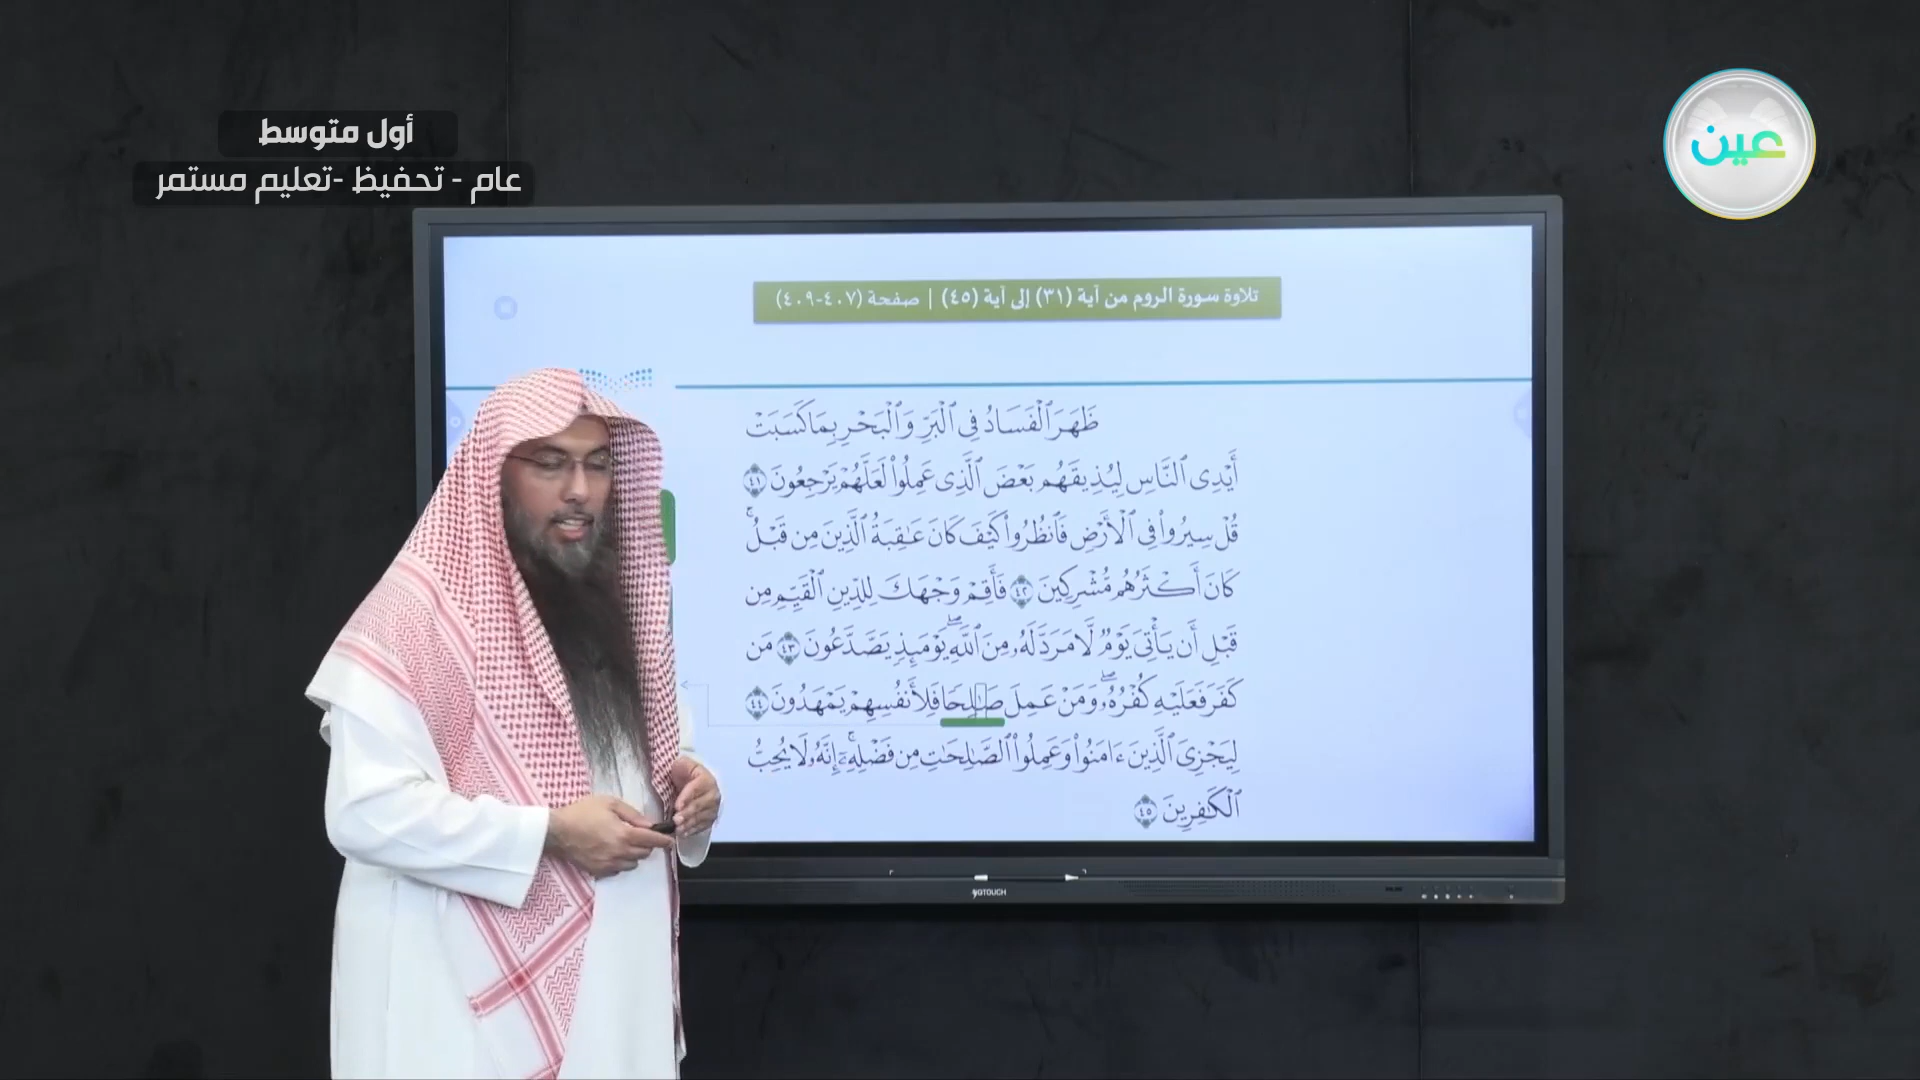 أول متوسط
عام - تحفيظ -تعليم مستمر
عين
تلاوة سورة الروم من آية (٣١) إلى آية (٤٥) | صفحة (٤٠٧-٤٠٩)
ظَهَرَ ٱلْفَسَادُ فِى ٱلْبَرِّ وَٱلْبَحْرِ بِمَا كَسَبَتْ
أَيْدِى ٱلنَّاسِ لِيُذِيقَهُم بَعْضَ ٱلَّذِى عَمِلُوا۟ لَعَلَّهُمْ يَرْجِعُونَ ٤١
قُلْ سِيرُوا۟ فِى ٱلْأَرْضِ فَٱنظُرُوا۟ كَيْفَ كَانَ عَـٰقِبَةُ ٱلَّذِينَ مِن قَبْلُ ۚ
كَانَ أَكْثَرُهُم مُّشْرِكِينَ ٤٢ فَأَقِمْ وَجْهَكَ لِلدِّينِ ٱلْقَيِّمِ مِن
قَبْلِ أَن يَأْتِىَ يَوْمٌ لَّا مَرَدَّ لَهُۥ مِنَ ٱللَّهِ ۖ يَوْمَئِذٍ يَصَّدَّعُونَ ٤٣ مَن
كَفَرَ فَعَلَيْهِ كُفْرُهُۥ ۖ وَمَنْ عَمِلَ صَـٰلِحًا فَلِأَنفُسِهِمْ يَمْهَدُونَ ٤٤
لِيَجْزِىَ ٱلَّذِينَ ءَامَنُوا۟ وَعَمِلُوا۟ ٱلصَّـٰلِحَـٰتِ مِن فَضْلِهِۦٓ ۚ إِنَّهُۥ لَا يُحِبُّ
ٱلْكَـٰفِرِينَ ٤٥